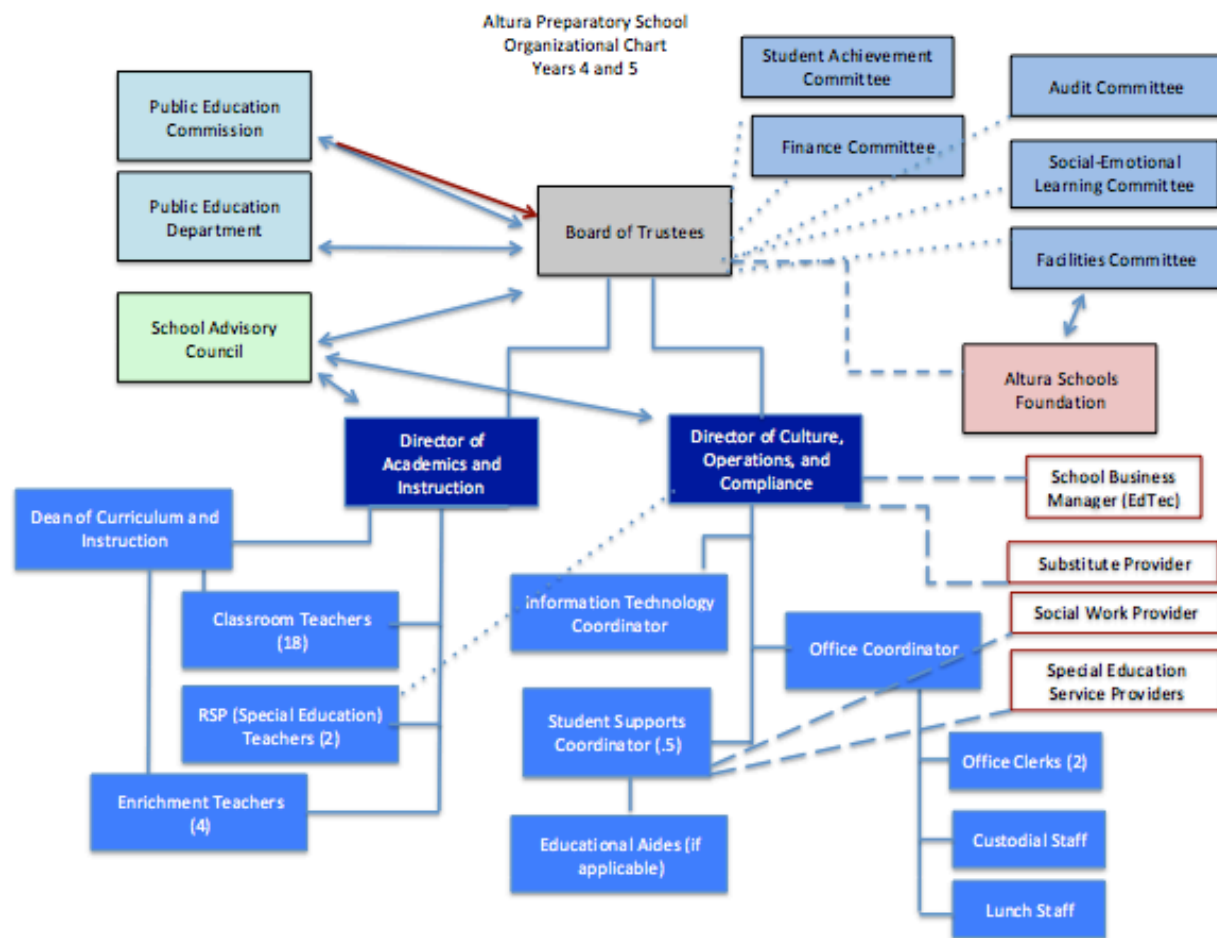 Altura Preparatory School
Organizational Chart
Years 4 and 5
Student Achievement
Committee
Audit Committee
Public Education
Commission
Finance Committee
Social-Emotional
Learning Committee
Public Education
Department
Board of Trustees
Facilities Committee
School Advisory
Council
Altura Schools
Foundation
Director of
Academics and
Instruction
Director of Culture,
Operations, and
Compliance
School Business
Manager (EdTec)
Dean of Curriculum and
Instruction
Substitute Provider
Information Technology
Coordinator
Classroom Teachers
(18)
Social Work Provider
Office Coordinator
Special Education
Service Providers
RSP (Special Education)
Teachers (2)
Student Supports
Coordinator (.5)
Office Clerks (2)
Enrichment Teachers
(4)
Educational Aides (if
applicable)
Custodial Staff
Lunch Staff